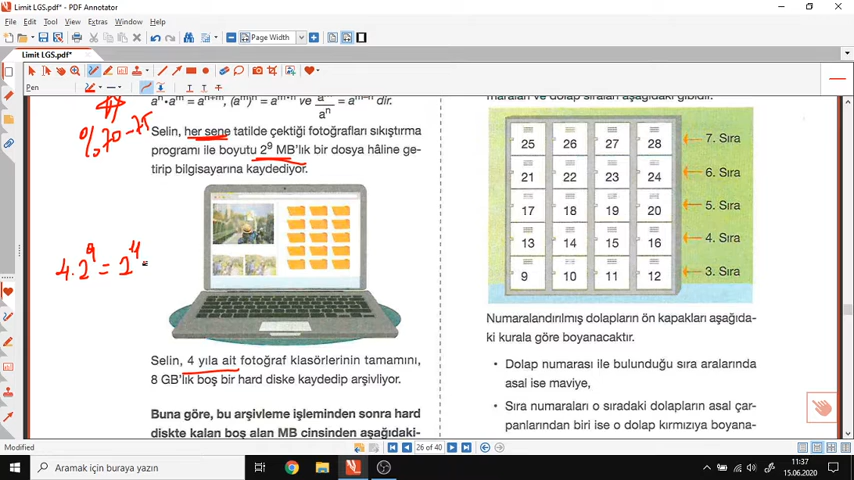 Limit LGS.pdf* - PDF Annotator
File Edit Tool View Extras Window Help
Page Width
Limit LGS.pdf*
Pen
aⁿ·aᵐ = aⁿ⁺ᵐ, (aᵐ)ⁿ = aᵐ·ⁿ ve aᵐ/aⁿ = aᵐ⁻ⁿ dir.
%70-75
Selin, her sene tatilde çektiği fotoğrafları sıkıştırma
programı ile boyutu 2⁹ MB'lık bir dosya hâline ge-
tirip bilgisayarına kaydediyor.
4.2⁹ = 2⁴
Selin, 4 yıla ait fotoğraf klasörlerinin tamamını,
8 GB'lık boş bir hard diske kaydedip arşivliyor.
Buna göre, bu arşivleme işleminden sonra hard
diskte kalan boş alan MB cinsinden aşağıdaki-
maraları ve dolap sıraları aşağıdaki gibidir.
25 26 27 28 7. Sıra
21 22 23 24 6. Sıra
17 18 19 20 5. Sıra
13 14 15 16 4. Sıra
9 10 11 12 3. Sıra
Numaralandırılmış dolapların ön kapakları aşağıda-
ki kurala göre boyanacaktır.
• Dolap numarası ile bulunduğu sıra aralarında
asal ise maviye,
• Sıra numaraları o sıradaki dolapların asal çar-
panlarından biri ise o dolap kırmızıya boyana-
Modified
26 of 40
Aramak için buraya yazın
11:37
15.06.2020